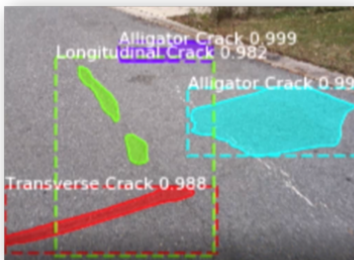 Alligator Crack 0.999
Longitudinal Crack 0.982
Alligator Crack 0.99
Transverse Crack 0.988